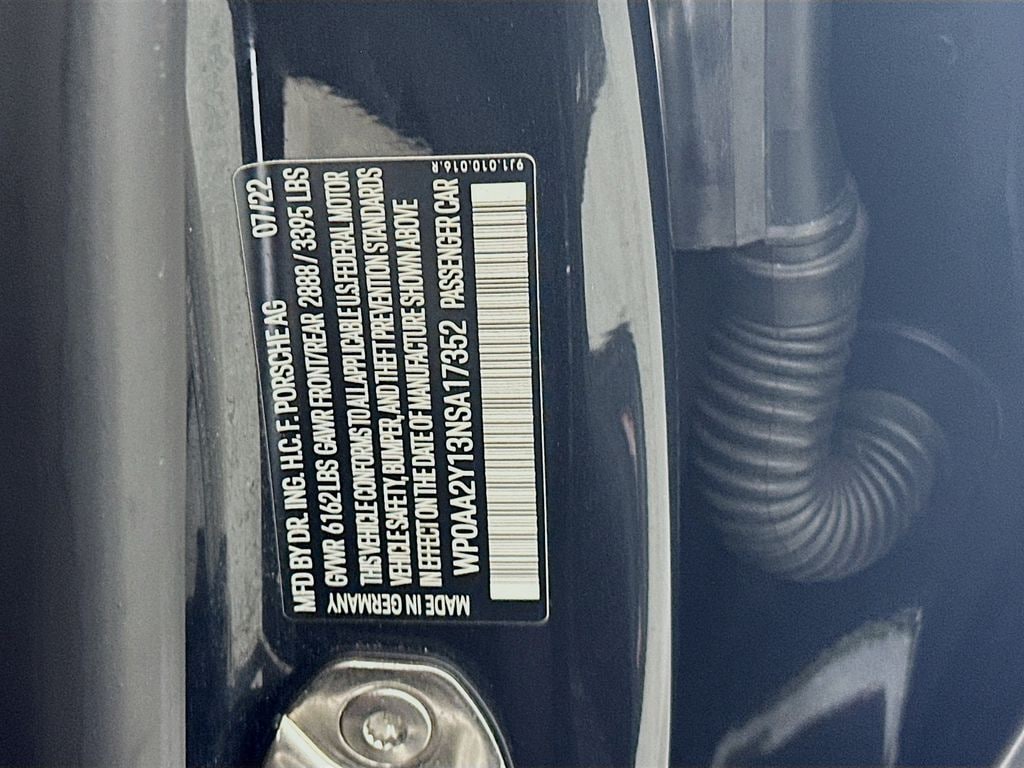 MFD BY DR. ING. H.C. F. PORSCHE AG 07/22
GVWR 6162 LBS GAWR FRONT/REAR 2888 / 3395 LBS
THIS VEHICLE CONFORMS TO ALL APPLICABLE U.S. FEDERAL MOTOR
VEHICLE SAFETY, BUMPER, AND THEFT PREVENTION STANDARDS
IN EFFECT ON THE DATE OF MANUFACTURE SHOWN ABOVE
WP0AA2Y13NSA17352 PASSENGER CAR
MADE IN GERMANY
9J1.010.016.R